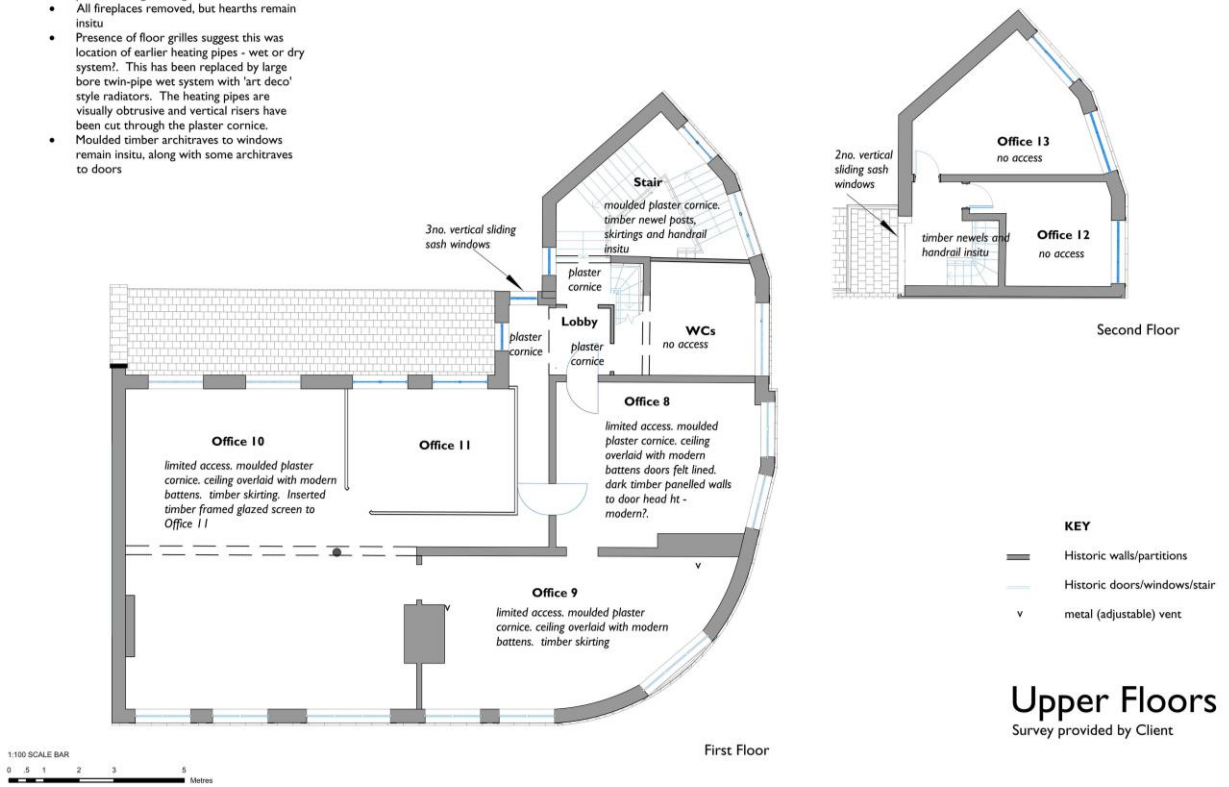 • All fireplaces removed, but hearths remain
insitu
• Presence of floor grilles suggest this was
location of earlier heating pipes - wet or dry
system?. This has been replaced by large
bore twin-pipe wet system with 'art deco'
style radiators. The heating pipes are
visually obtrusive and vertical risers have
been cut through the plaster cornice.
• Moulded timber architraves to windows
remain insitu, along with some architraves
to doors
3no. vertical sliding
sash windows
Stair
moulded plaster cornice.
timber newel posts,
skirtings and handrail
insitu
plaster
cornice
Lobby
plaster
cornice
plaster
cornice
WCs
no access
Office 8
limited access. moulded
plaster cornice. ceiling
overlaid with modern
battens doors felt lined.
dark timber panelled walls
to door head ht -
modern?.
Office 10
limited access. moulded plaster
cornice. ceiling overlaid with modern
battens. timber skirting. Inserted
timber framed glazed screen to
Office 11
Office 11
Office 9
limited access. moulded plaster
cornice. ceiling overlaid with modern
battens. timber skirting
v
v
First Floor
2no. vertical
sliding sash
windows
Office 13
no access
Office 12
no access
timber newels and
handrail insitu
Second Floor
KEY
Historic walls/partitions
Historic doors/windows/stair
v metal (adjustable) vent
Upper Floors
Survey provided by Client
1:100 SCALE BAR
0 .5 1 2 3 5
Metres